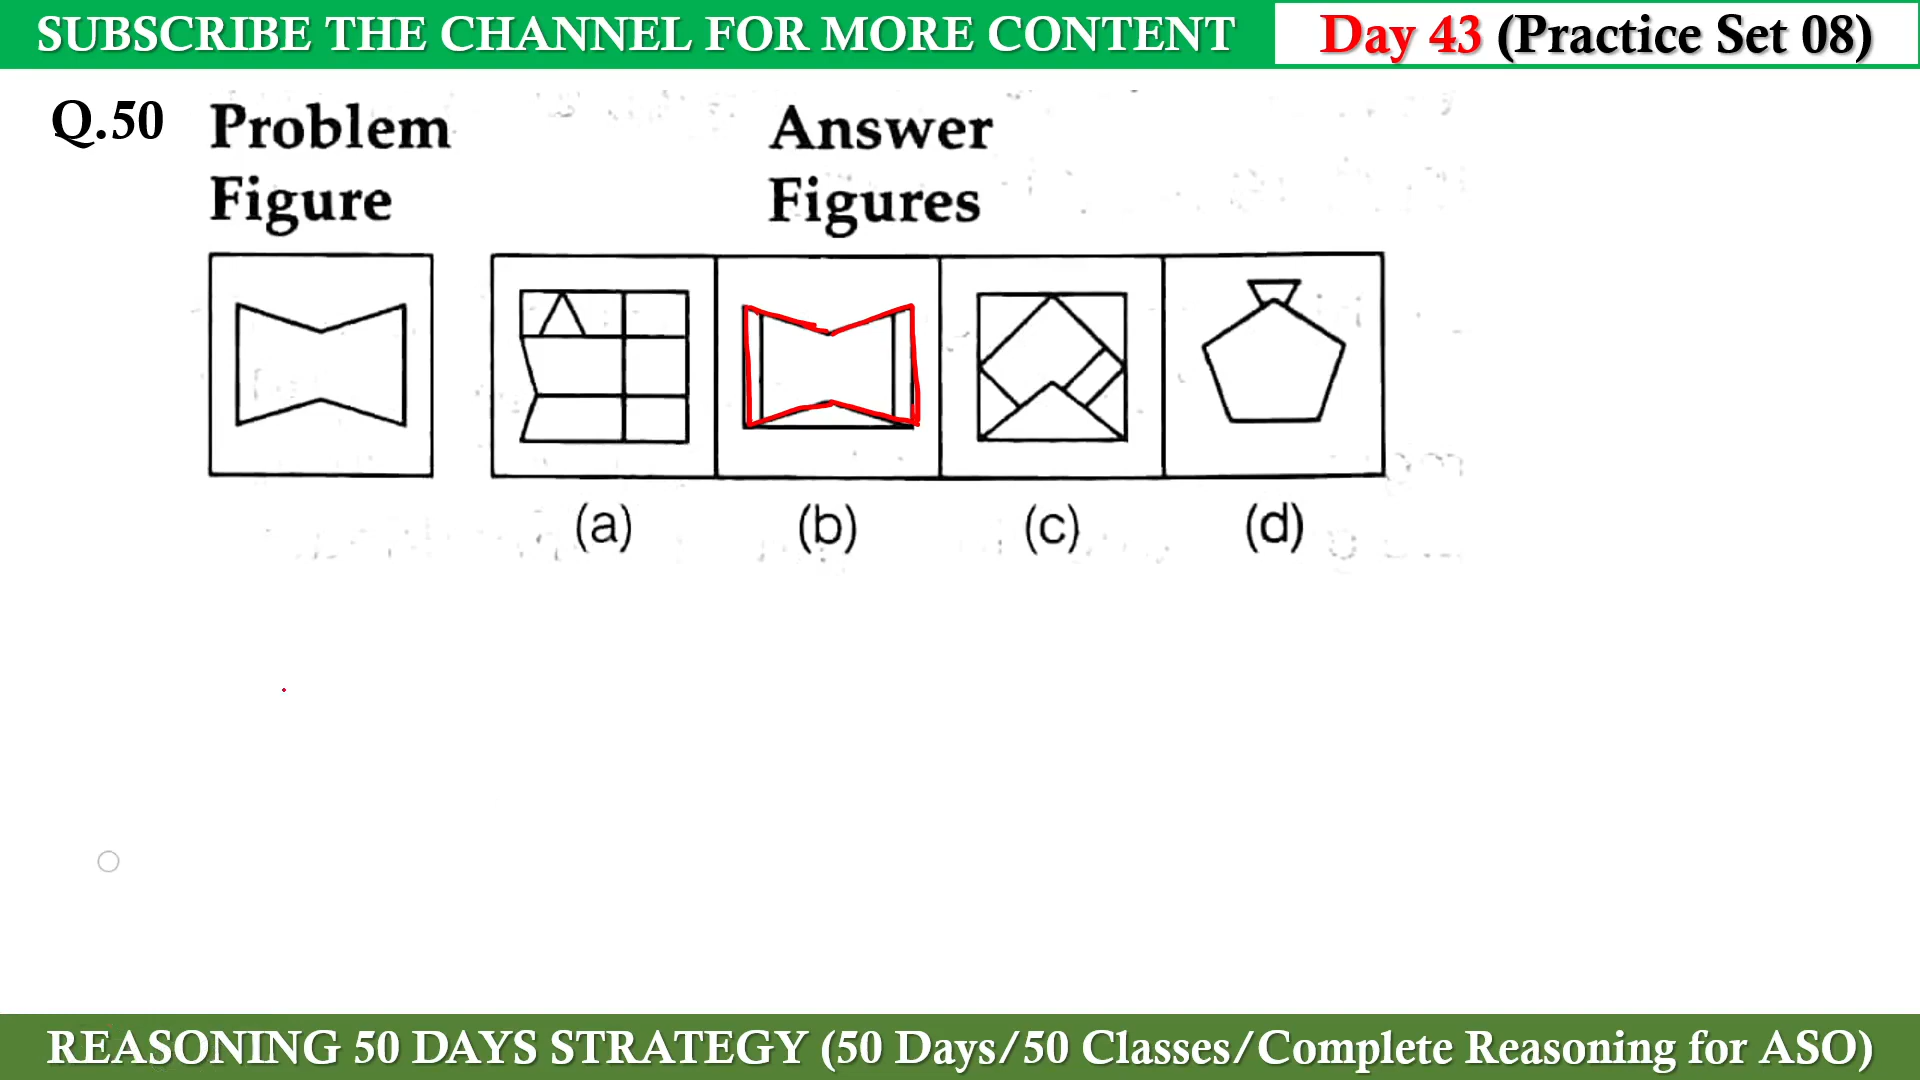 SUBSCRIBE THE CHANNEL FOR MORE CONTENT
Day 43 (Practice Set 08)
Q.50
Problem
Figure
Answer
Figures
(a)
(b)
(c)
(d)
REASONING 50 DAYS STRATEGY (50 Days/50 Classes/Complete Reasoning for ASO)